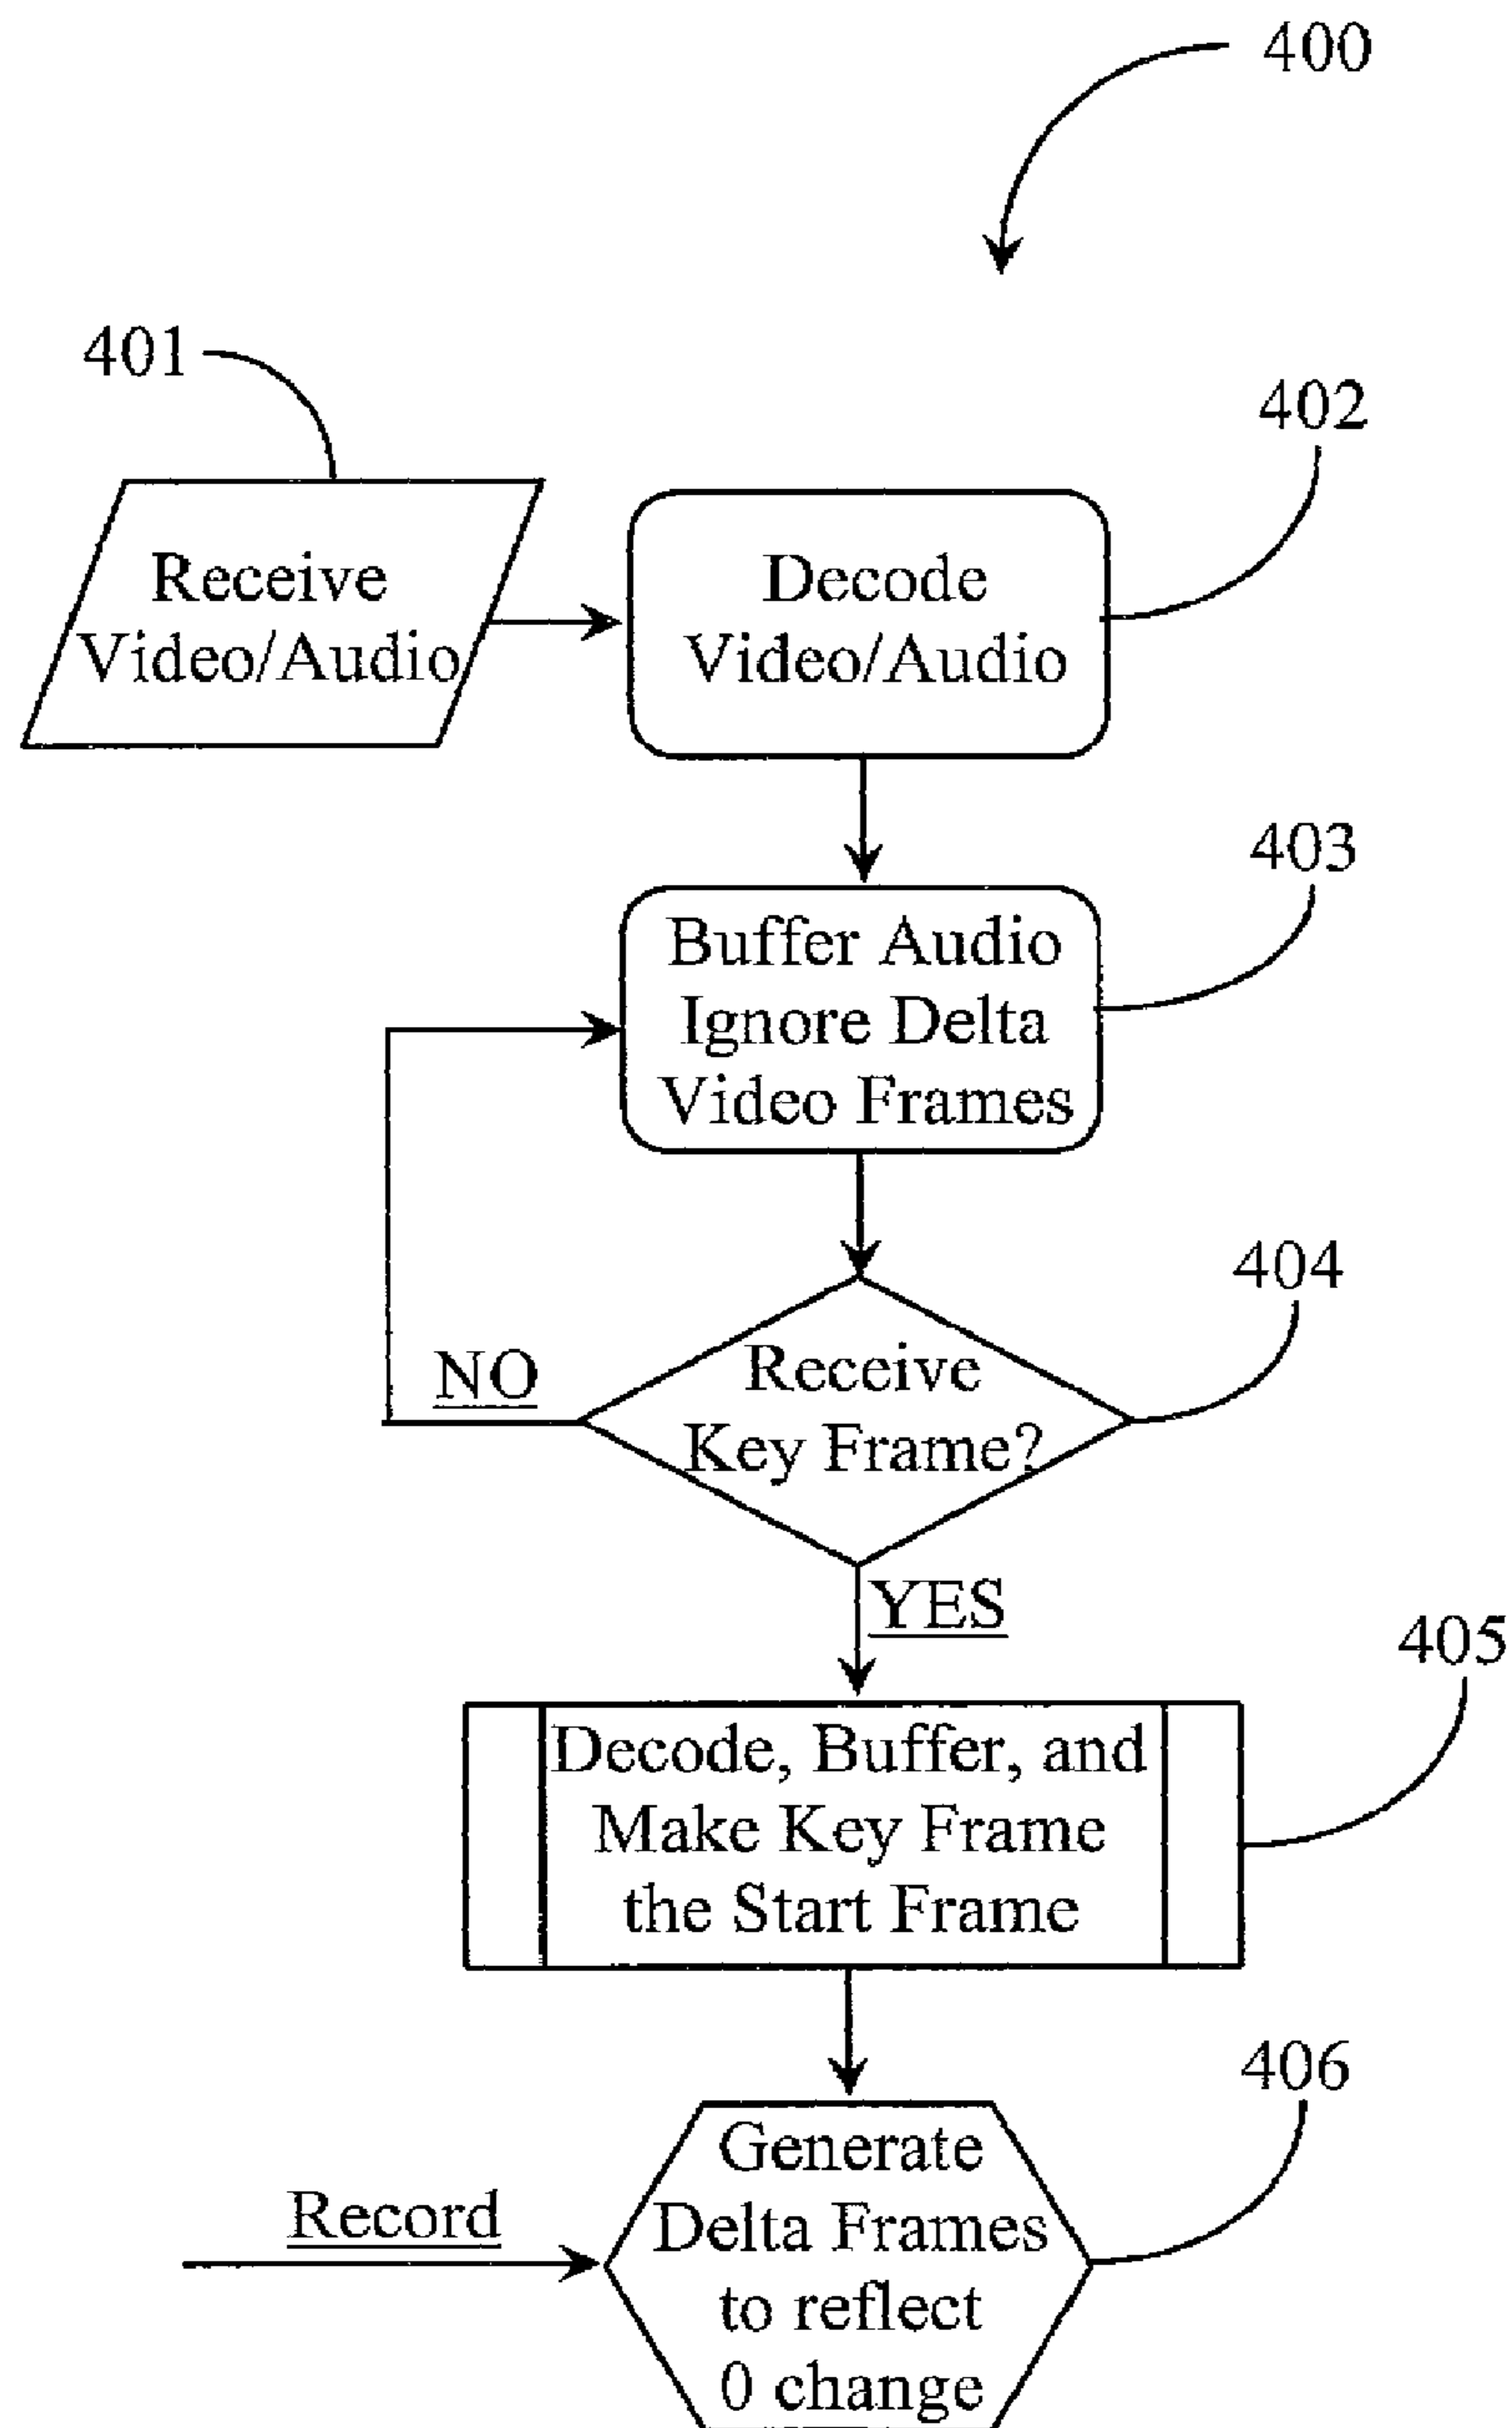 400
401
402
Receive
Video/Audio
Decode
Video/Audio
403
Buffer Audio
Ignore Delta
Video Frames
404
NO
Receive
Key Frame?
YES
405
Decode, Buffer, and
Make Key Frame
the Start Frame
406
Record
Generate
Delta Frames
to reflect
0 change